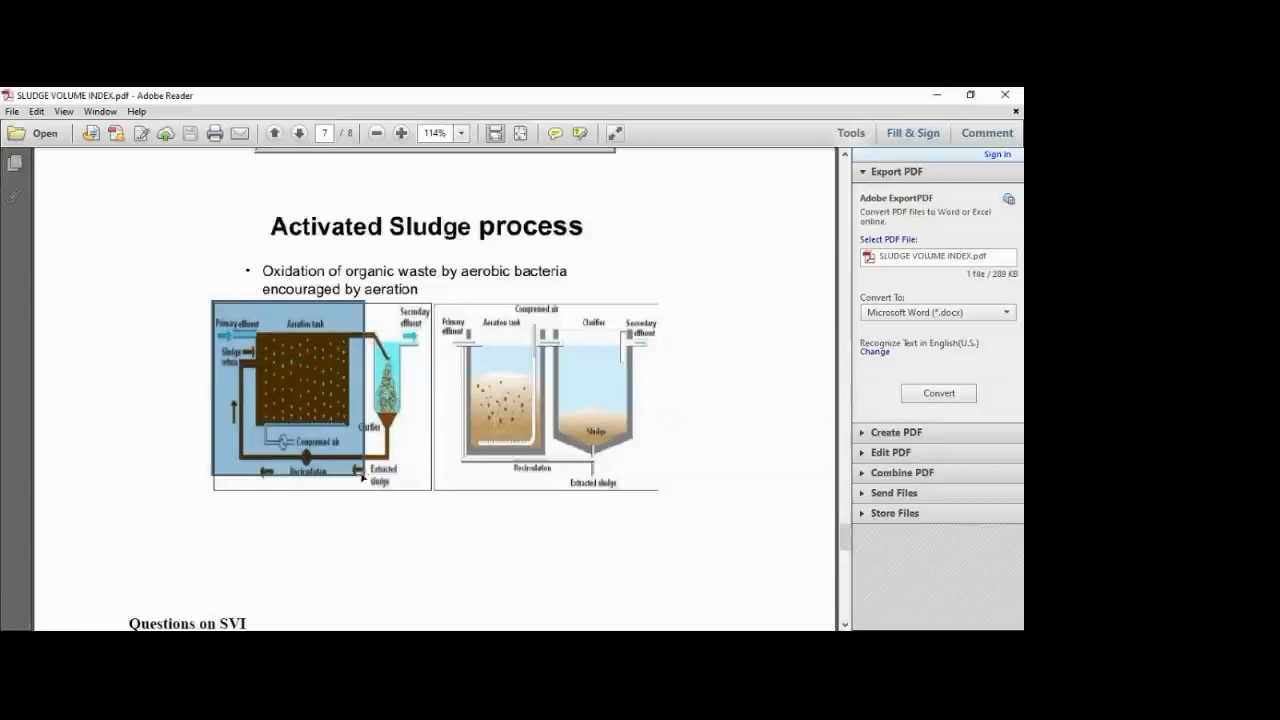 SLUDGE VOLUME INDEX.pdf - Adobe Reader
File Edit View Window Help
Open 7 / 8 114% Tools Fill & Sign Comment
Sign In
Export PDF
Adobe ExportPDF
Convert PDF files to Word or Excel
online.
Select PDF File:
SLUDGE VOLUME INDEX.pdf
1 file / 289 KB
Convert To:
Microsoft Word (*.docx)
Recognize Text in English(U.S.)
Change
Convert
Create PDF
Edit PDF
Combine PDF
Send Files
Store Files
Activated Sludge process
• Oxidation of organic waste by aerobic bacteria
encouraged by aeration
Primary effluent
Aeration tank
Secondary
effluent
Sludge
return
Clarifier
Compressed air
Recirculation
Extracted
sludge
Compressed air
Primary
effluent
Aeration tank
Clarifier
Secondary
effluent
Sludge
Recirculation
Extracted sludge
Questions on SVI